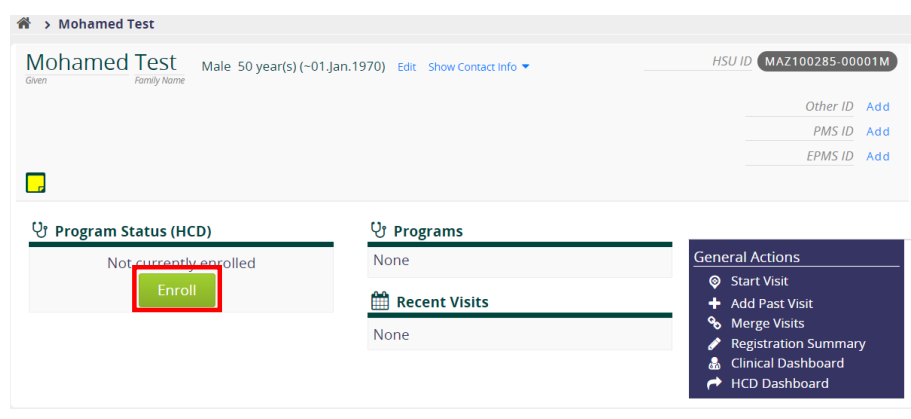 Mohamed Test
Mohamed Test Male 50 year(s) (~01.Jan.1970) Edit Show Contact Info
Given Family Name
HSU ID MAZ100285-00001M
Other ID Add
PMS ID Add
EPMS ID Add
Program Status (HCD)
Not currently enrolled
Enroll
Programs
None
Recent Visits
None
General Actions
Start Visit
Add Past Visit
Merge Visits
Registration Summary
Clinical Dashboard
HCD Dashboard